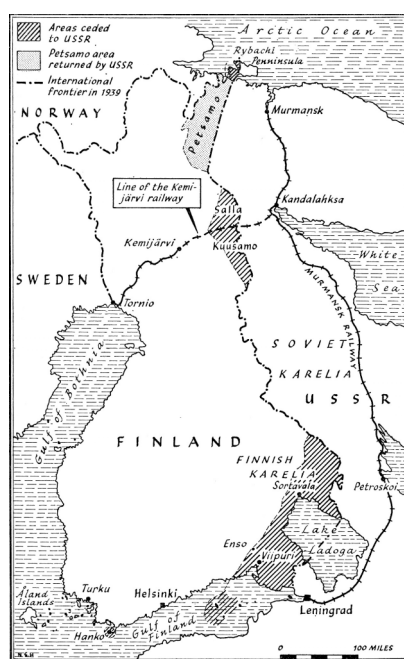 Areas ceded
to USSR
Petsamo area
returned by USSR
International
frontier in 1939
Arctic Ocean
Rybachi
Penninsula
NORWAY
Petsamo
Murmansk
Line of the Kemi-
järvi railway
Salla
Kandalahksa
Kemijärvi
Kuusamo
White
Sea
SWEDEN
MURMANSK RAILWAY
Tornio
SOVIET
KARELIA
USSR
Gulf of Bothnia
FINLAND
FINNISH
KARELIA
Sortavala
Petroskoi
Lake
Ladoga
Enso
Viipuri
Åland
Islands
Turku
Helsinki
Leningrad
Hanko
Gulf of
Finland
0 100 MILES